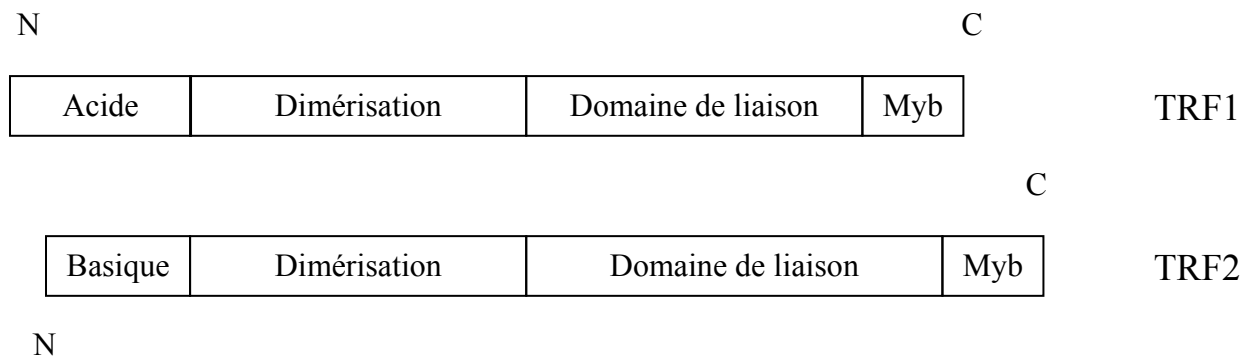 N C
Acide Dimérisation Domaine de liaison Myb TRF1
C
Basique Dimérisation Domaine de liaison Myb TRF2
N